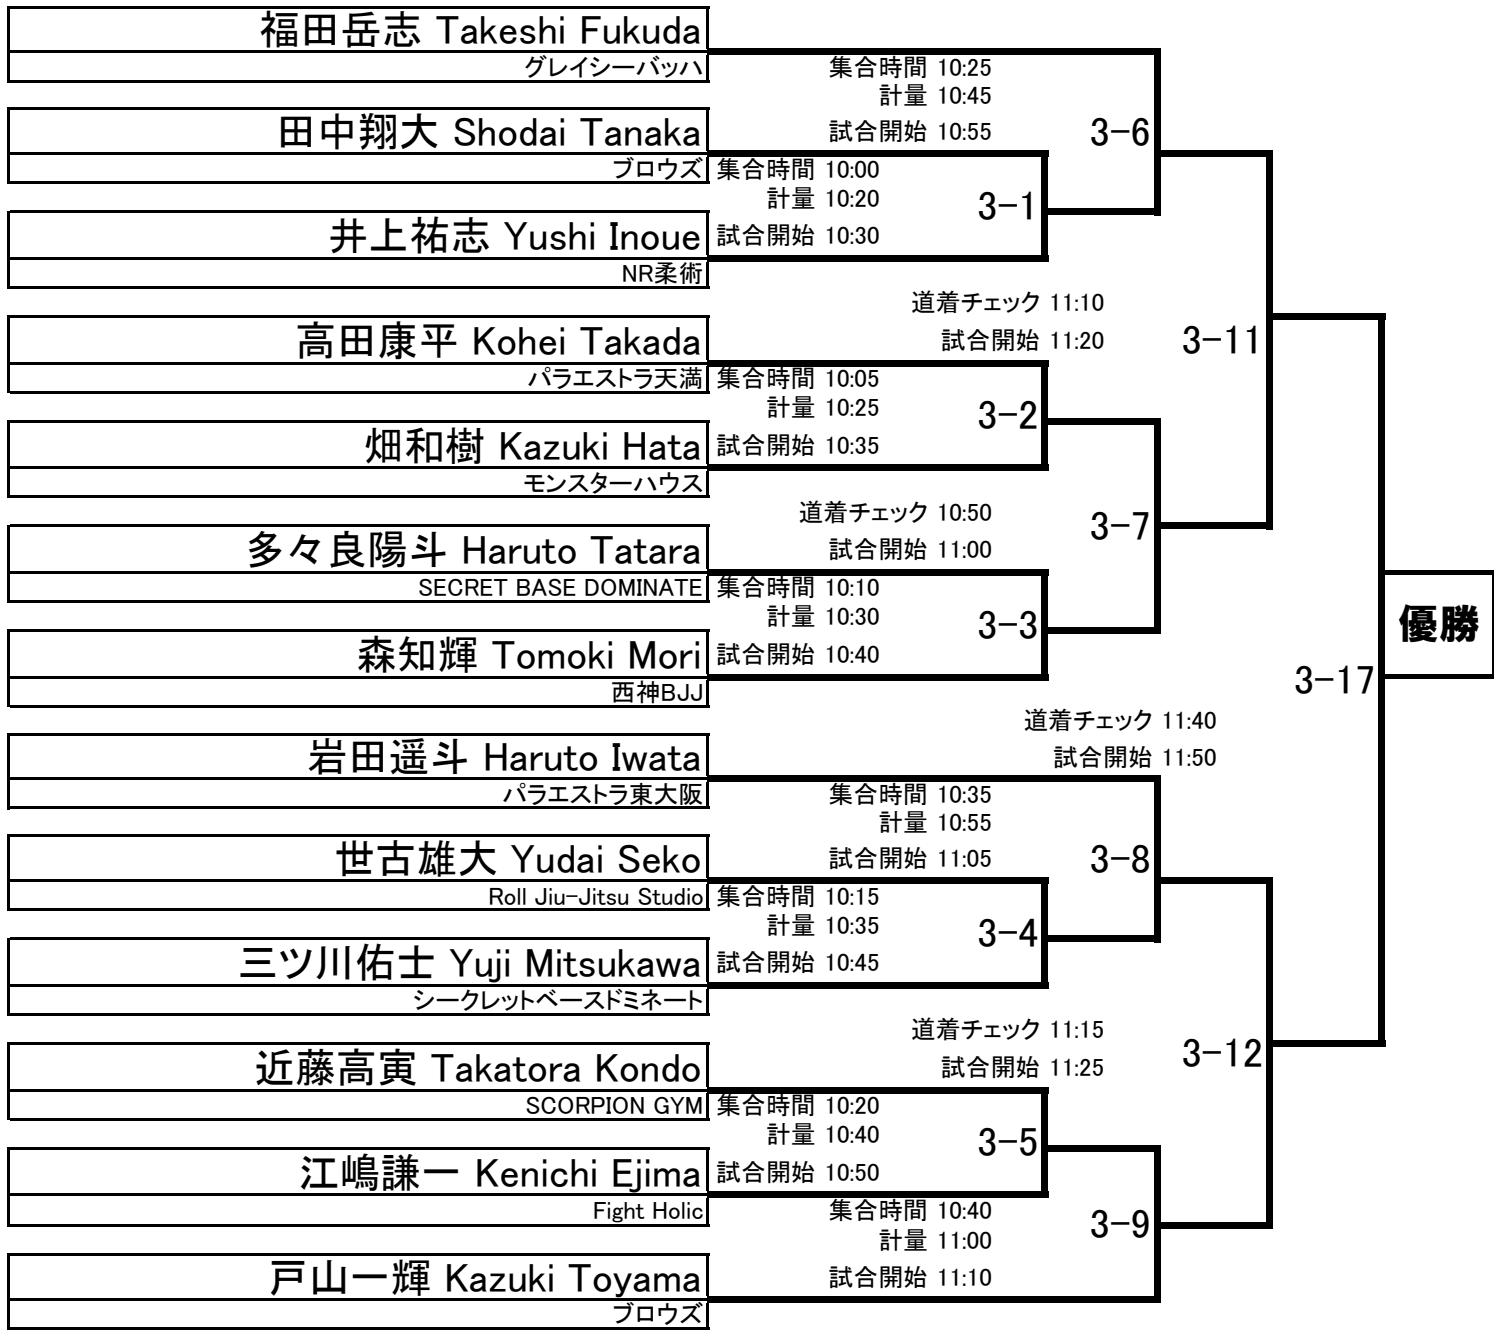 福田岳志 Takeshi Fukuda
グレイシーバッハ
集合時間 10:25
計量 10:45
試合開始 10:55
3-6
田中翔大 Shodai Tanaka
ブロウズ
集合時間 10:00
計量 10:20
試合開始 10:30
3-1
井上祐志 Yushi Inoue
NR柔術
道着チェック 11:10
試合開始 11:20
3-11
高田康平 Kohei Takada
パラエストラ天満
集合時間 10:05
計量 10:25
試合開始 10:35
3-2
畑和樹 Kazuki Hata
モンスターハウス
道着チェック 10:50
試合開始 11:00
3-7
多々良陽斗 Haruto Tatara
SECRET BASE DOMINATE
集合時間 10:10
計量 10:30
試合開始 10:40
3-3
森知輝 Tomoki Mori
西神BJJ
優勝
3-17
道着チェック 11:40
試合開始 11:50
岩田遥斗 Haruto Iwata
パラエストラ東大阪
集合時間 10:35
計量 10:55
試合開始 11:05
3-8
世古雄大 Yudai Seko
Roll Jiu-Jitsu Studio
集合時間 10:15
計量 10:35
試合開始 10:45
3-4
三ツ川佑士 Yuji Mitsukawa
シークレットベースドミネート
道着チェック 11:15
試合開始 11:25
3-12
近藤高寅 Takatora Kondo
SCORPION GYM
集合時間 10:20
計量 10:40
試合開始 10:50
3-5
江嶋謙一 Kenichi Ejima
Fight Holic
集合時間 10:40
計量 11:00
試合開始 11:10
3-9
戸山一輝 Kazuki Toyama
ブロウズ